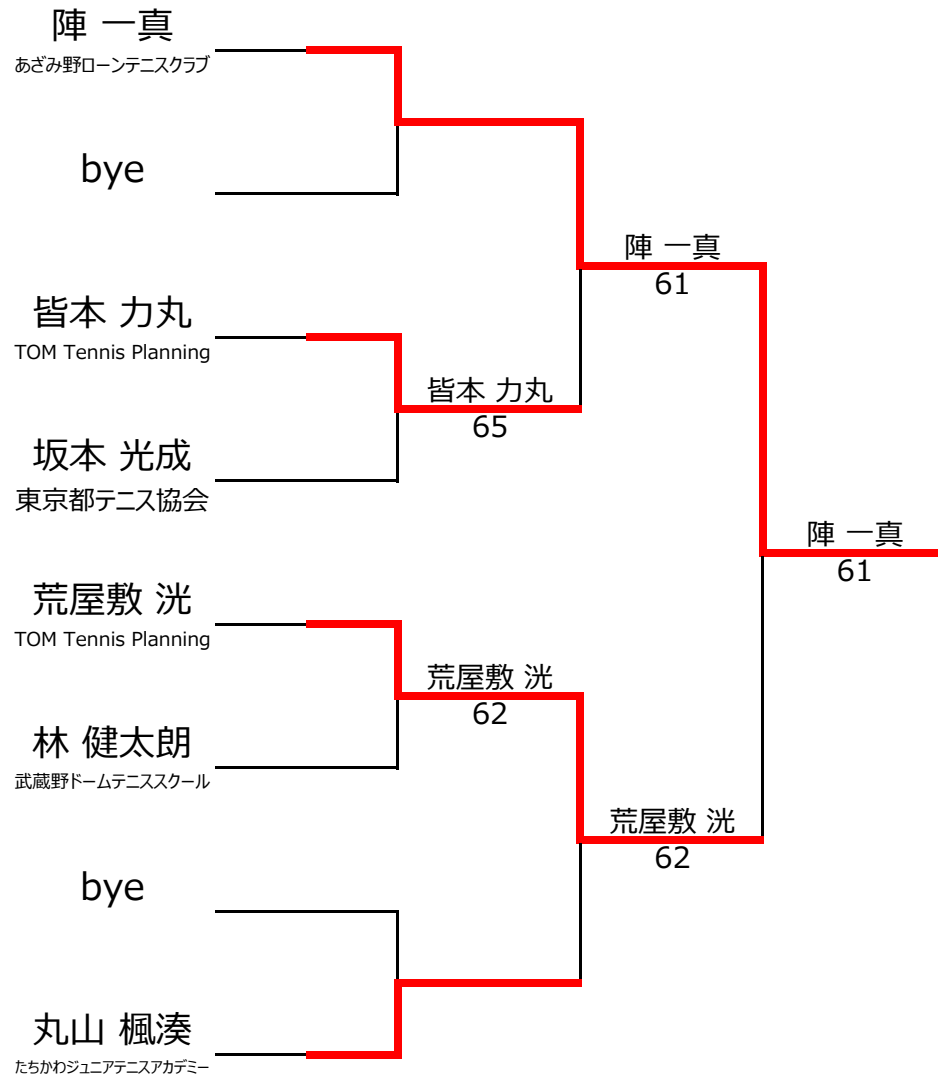 陣 一真
あざみ野ローンテニスクラブ
bye
皆本 力丸
TOM Tennis Planning
坂本 光成
東京都テニス協会
荒屋敷 洸
TOM Tennis Planning
林 健太朗
武蔵野ドームテニススクール
bye
丸山 楓湊
たちかわジュニアテニスアカデミー
皆本 力丸
65
荒屋敷 洸
62
陣 一真
61
荒屋敷 洸
62
陣 一真
61